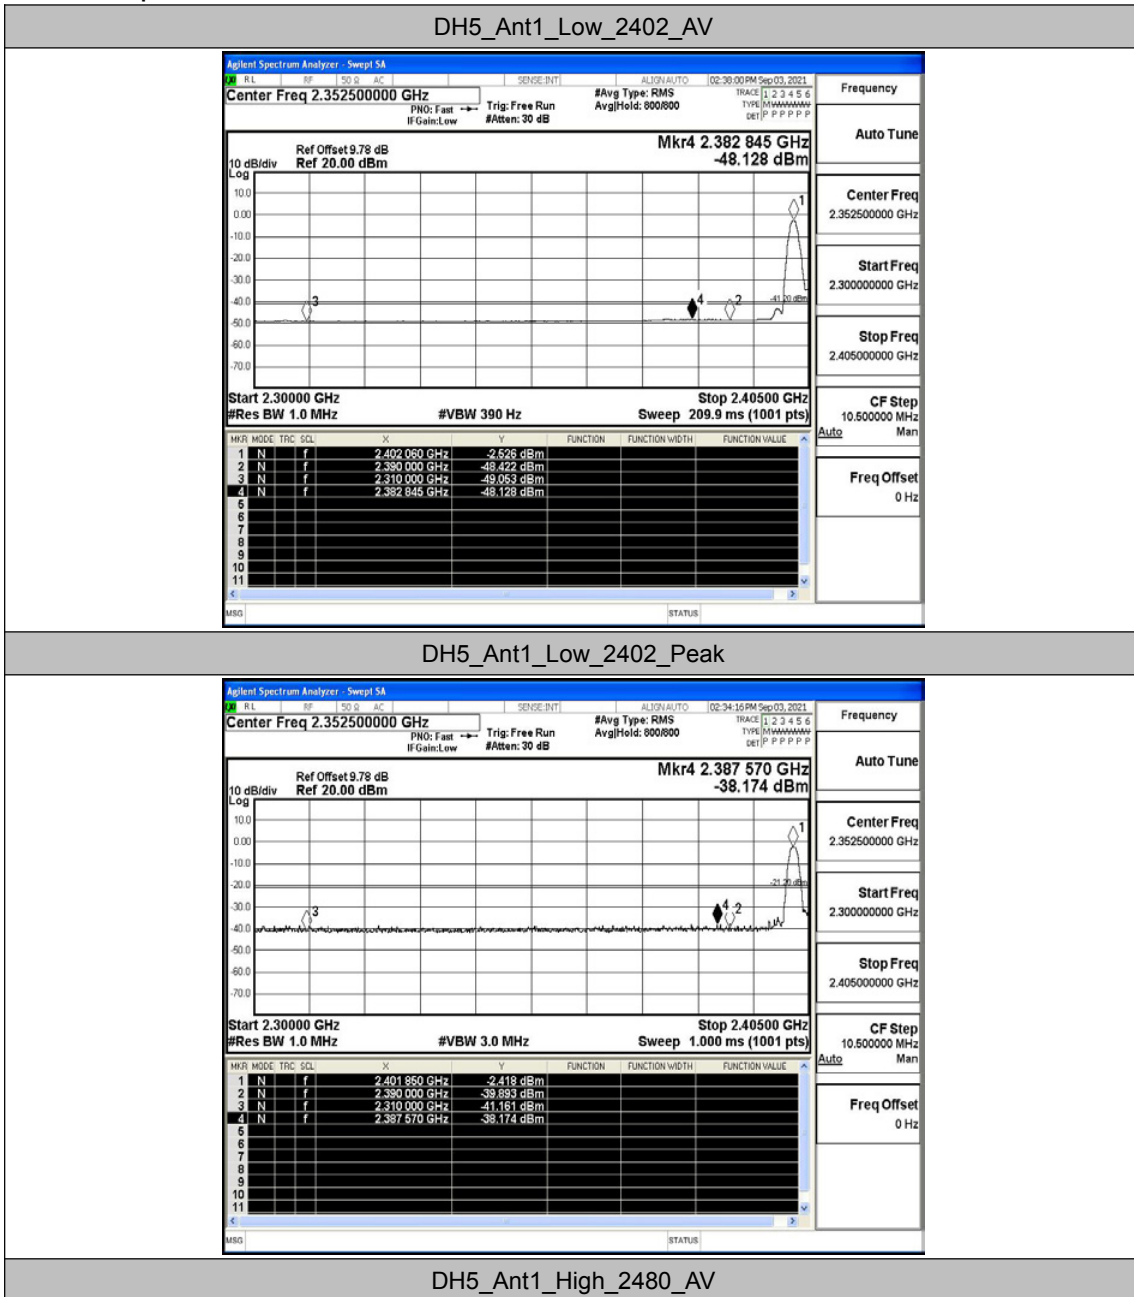 DH5_Ant1_Low_2402_AV
Agilent Spectrum Analyzer - Swept SA
RL RF 50 Ω AC SENSE:INT ALIGNAUTO 02:38:00 PM Sep 03, 2021
Center Freq 2.352500000 GHz
PNO: Fast
IFGain:Low
Trig: Free Run
#Atten: 30 dB
#Avg Type: RMS
Avg|Hold: 800/800
TRACE 1 2 3 4 5 6
TYPE MWWWWW
DET P P P P P P
Ref Offset 9.78 dB
10 dB/div Ref 20.00 dBm
Log
Mkr4 2.382 845 GHz
-48.128 dBm
10.0
0.00
-10.0
-20.0
-30.0
-40.0
-50.0
-60.0
-70.0
1
2
3
4
-41.20 dBm
Start 2.30000 GHz Stop 2.40500 GHz
#Res BW 1.0 MHz #VBW 390 Hz Sweep 209.9 ms (1001 pts)
MKR MODE TRC SCL X Y FUNCTION FUNCTION WIDTH FUNCTION VALUE
1 N f 2.402 060 GHz -2.526 dBm
2 N f 2.390 000 GHz -48.422 dBm
3 N f 2.310 000 GHz -49.053 dBm
4 N f 2.382 845 GHz -48.128 dBm
5
6
7
8
9
10
11
MSG STATUS
Frequency
Auto Tune
Center Freq
2.352500000 GHz
Start Freq
2.300000000 GHz
Stop Freq
2.405000000 GHz
CF Step
10.500000 MHz
Auto Man
Freq Offset
0 Hz
DH5_Ant1_Low_2402_Peak
Agilent Spectrum Analyzer - Swept SA
RL RF 50 Ω AC SENSE:INT ALIGNAUTO 02:34:16 PM Sep 03, 2021
Center Freq 2.352500000 GHz
PNO: Fast
IFGain:Low
Trig: Free Run
#Atten: 30 dB
#Avg Type: RMS
Avg|Hold: 800/800
TRACE 1 2 3 4 5 6
TYPE MWWWWW
DET P P P P P P
Ref Offset 9.78 dB
10 dB/div Ref 20.00 dBm
Log
Mkr4 2.387 570 GHz
-38.174 dBm
10.0
0.00
-10.0
-20.0
-30.0
-40.0
-50.0
-60.0
-70.0
1
2
3
4
-21.20 dBm
Start 2.30000 GHz Stop 2.40500 GHz
#Res BW 1.0 MHz #VBW 3.0 MHz Sweep 1.000 ms (1001 pts)
MKR MODE TRC SCL X Y FUNCTION FUNCTION WIDTH FUNCTION VALUE
1 N f 2.401 850 GHz -2.418 dBm
2 N f 2.390 000 GHz -39.893 dBm
3 N f 2.310 000 GHz -41.161 dBm
4 N f 2.387 570 GHz -38.174 dBm
5
6
7
8
9
10
11
MSG STATUS
Frequency
Auto Tune
Center Freq
2.352500000 GHz
Start Freq
2.300000000 GHz
Stop Freq
2.405000000 GHz
CF Step
10.500000 MHz
Auto Man
Freq Offset
0 Hz
DH5_Ant1_High_2480_AV